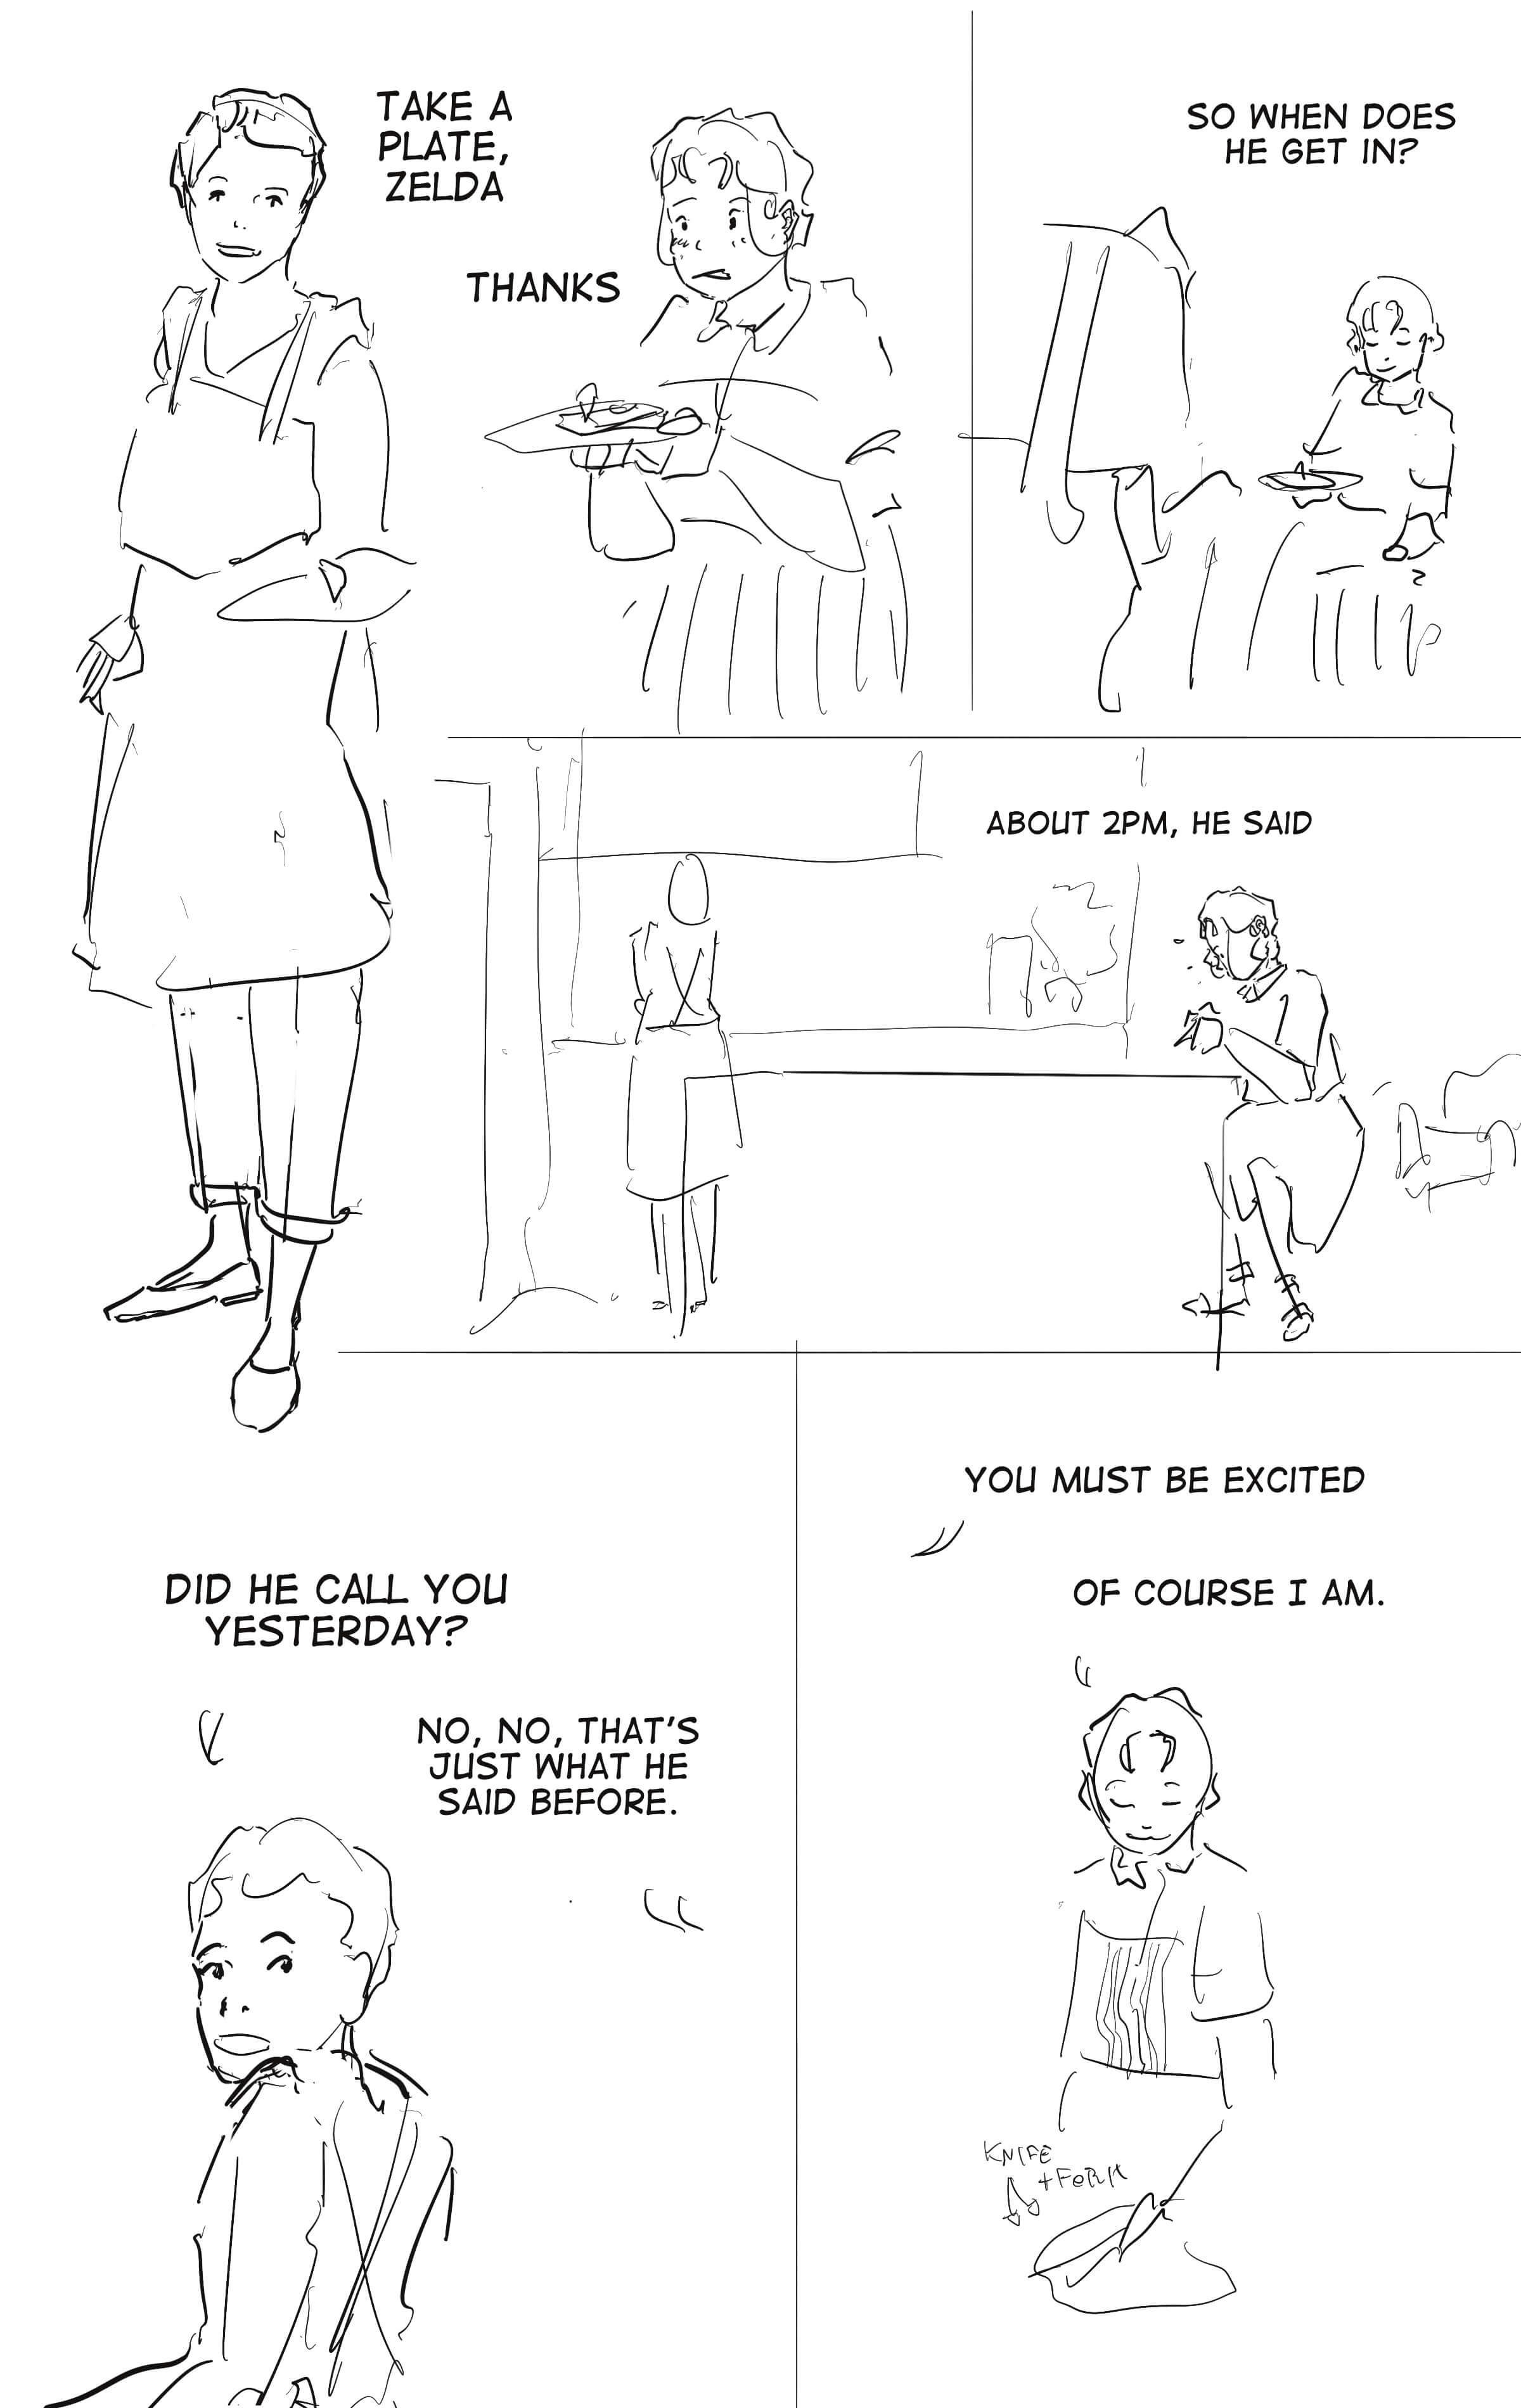 TAKE A
PLATE,
ZELDA
THANKS
SO WHEN DOES
HE GET IN?
ABOUT 2PM, HE SAID
DID HE CALL YOU
YESTERDAY?
NO, NO, THAT'S
JUST WHAT HE
SAID BEFORE.
YOU MUST BE EXCITED
OF COURSE I AM.
KNIFE
+FORK